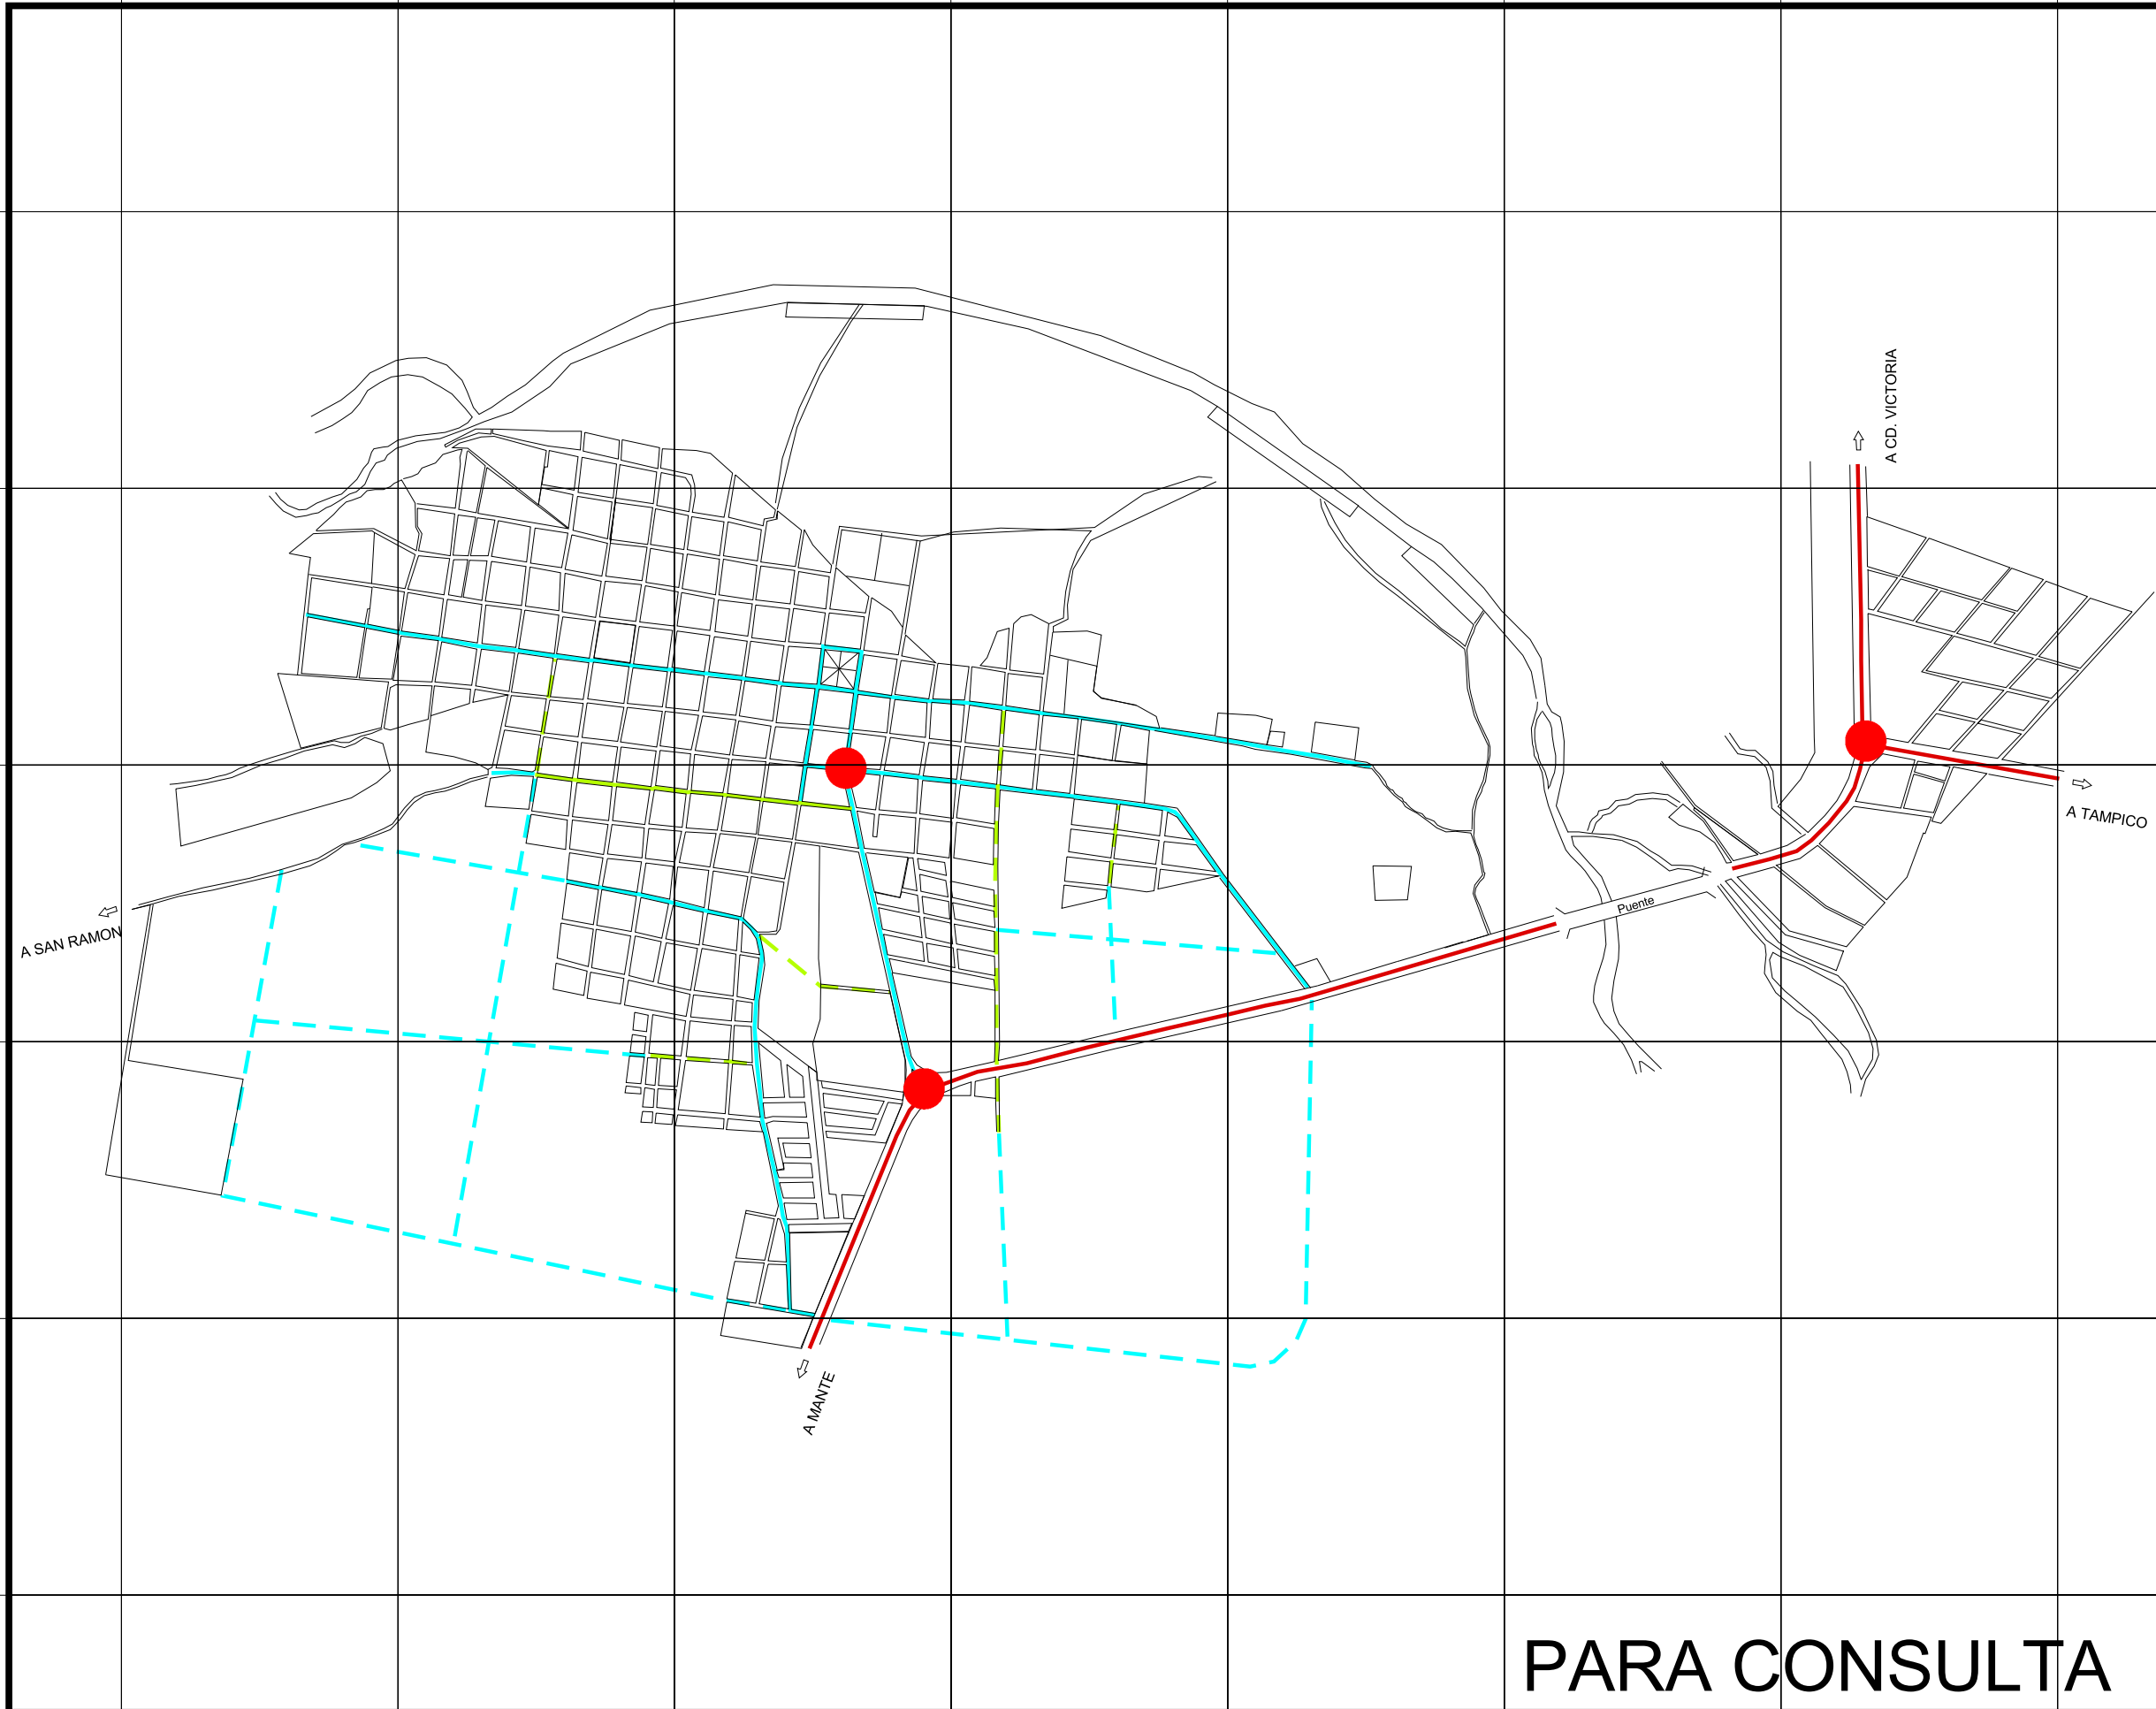 A CD. VICTORIA
A TAMPICO
Puente
A SAN RAMON
A MANTE
PARA CONSULTA